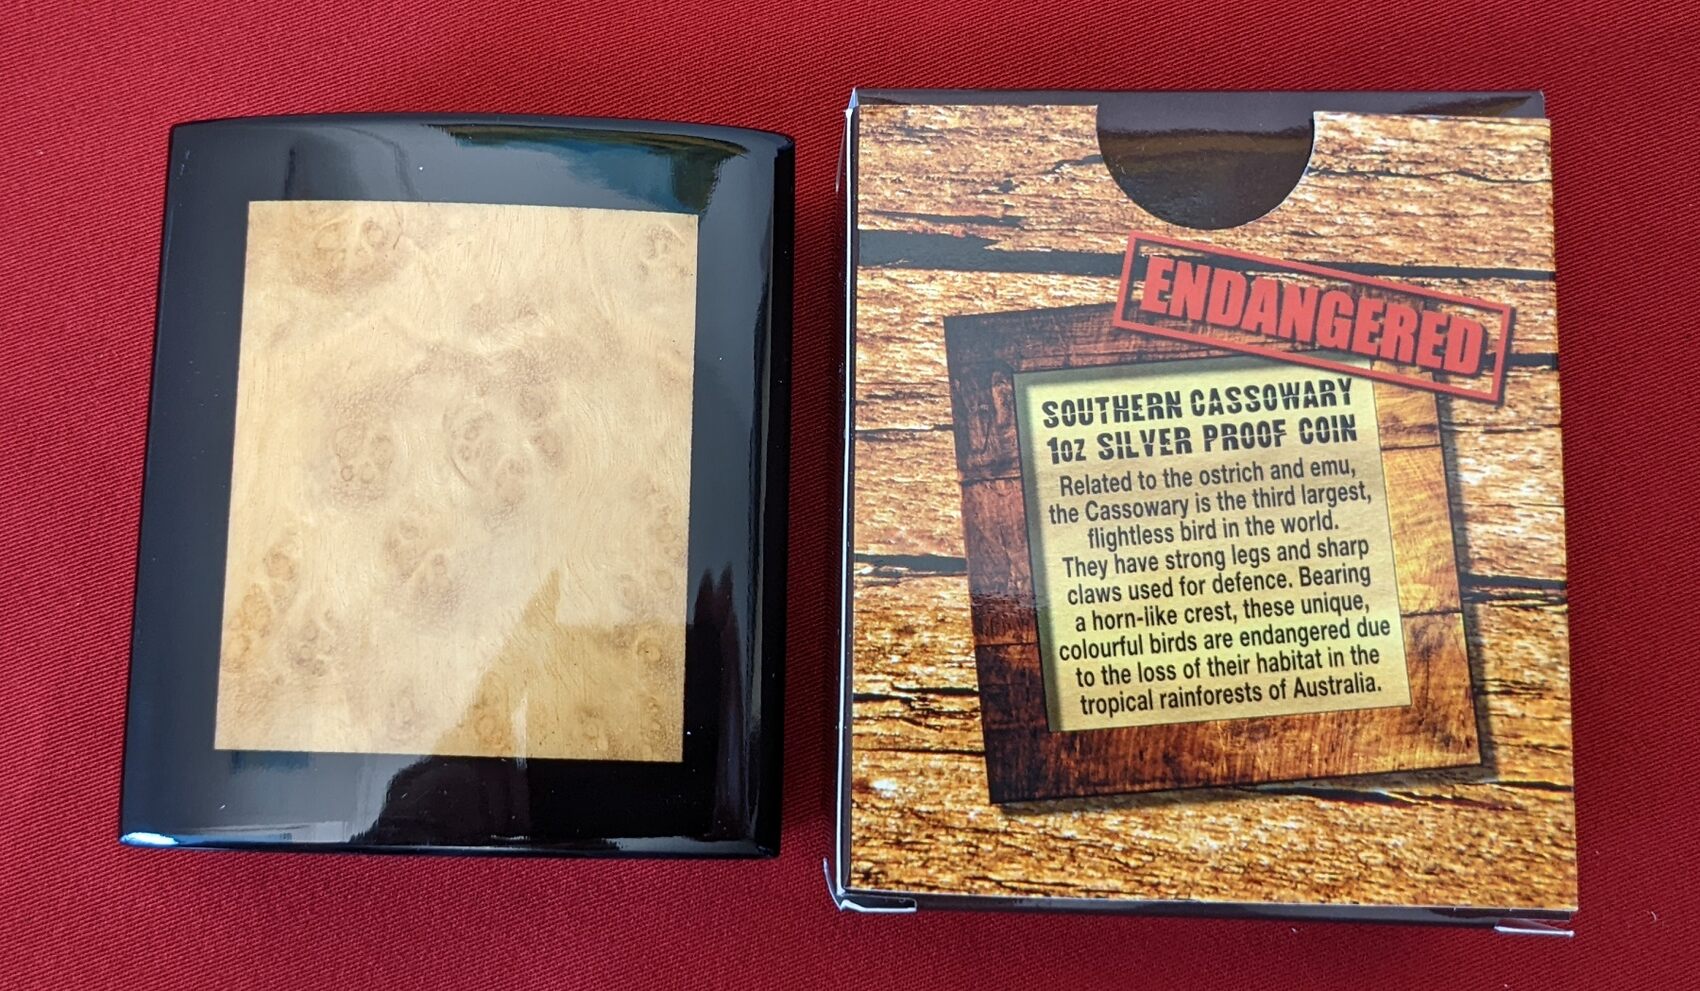 ENDANGERED
SOUTHERN CASSOWARY
1oz SILVER PROOF COIN
Related to the ostrich and emu,
the Cassowary is the third largest,
flightless bird in the world.
They have strong legs and sharp
claws used for defence. Bearing
a horn-like crest, these unique,
colourful birds are endangered due
to the loss of their habitat in the
tropical rainforests of Australia.